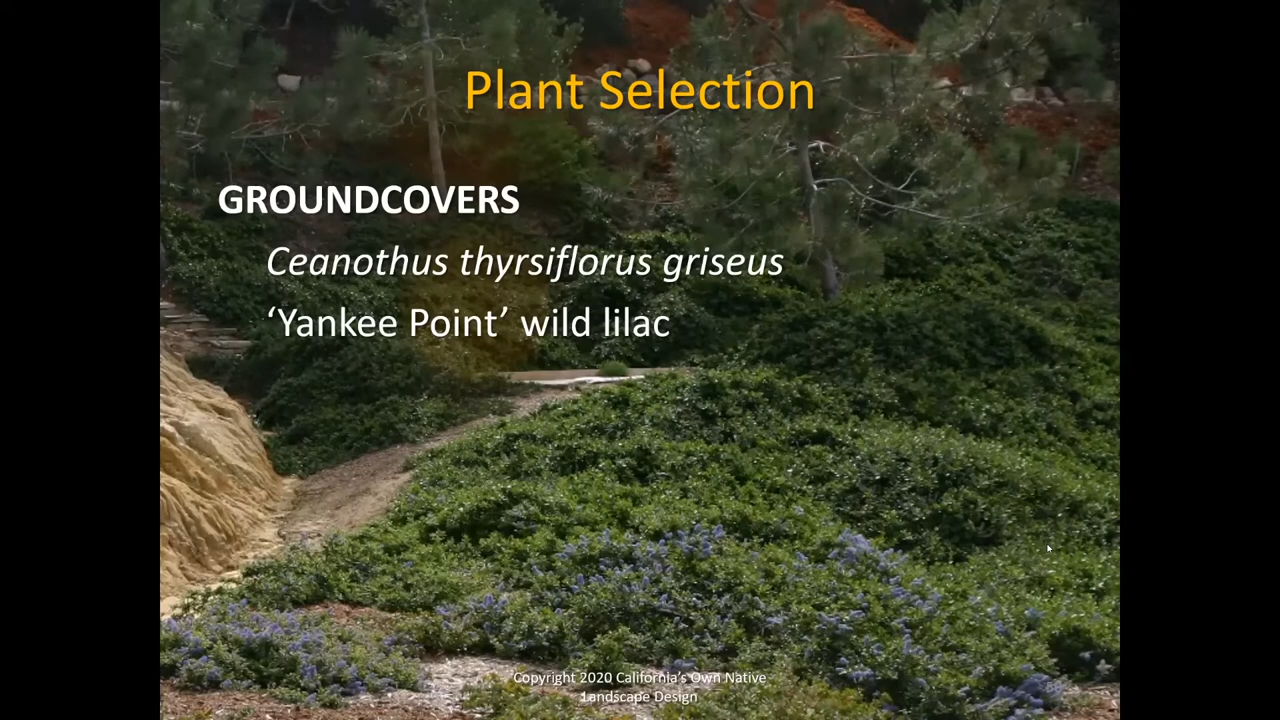 Plant Selection
GROUNDCOVERS
Ceanothus thyrsiflorus griseus
‘Yankee Point’ wild lilac
Copyright 2020 California’s Own Native
Landscape Design